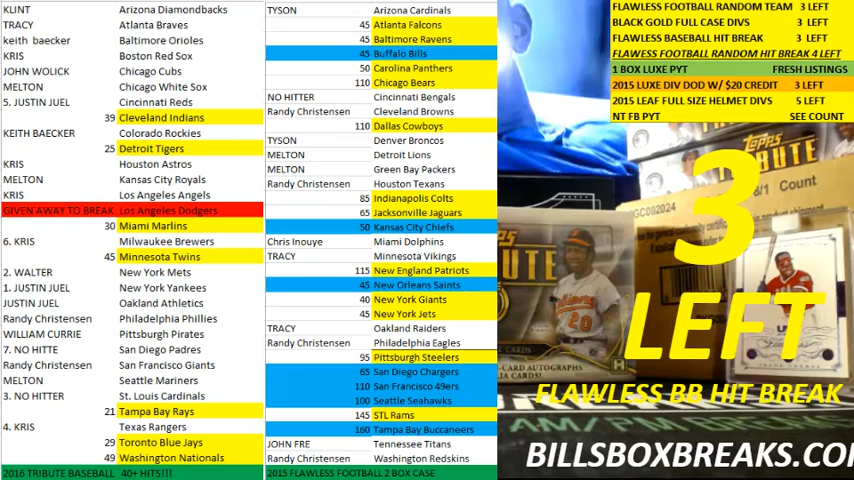 KLINT Arizona Diamondbacks
TRACY Atlanta Braves
keith baecker Baltimore Orioles
KRIS Boston Red Sox
JOHN WOLICK Chicago Cubs
MELTON Chicago White Sox
5. JUSTIN JUEL Cincinnati Reds
39 Cleveland Indians
KEITH BAECKER Colorado Rockies
25 Detroit Tigers
KRIS Houston Astros
MELTON Kansas City Royals
KRIS Los Angeles Angels
GIVEN AWAY TO BREAK Los Angeles Dodgers
30 Miami Marlins
6. KRIS Milwaukee Brewers
45 Minnesota Twins
2. WALTER New York Mets
1. JUSTIN JUEL New York Yankees
JUSTIN JUEL Oakland Athletics
Randy Christensen Philadelphia Phillies
WILLIAM CURRIE Pittsburgh Pirates
7. NO HITTE San Diego Padres
Randy Christensen San Francisco Giants
MELTON Seattle Mariners
3. NO HITTER St. Louis Cardinals
21 Tampa Bay Rays
4. KRIS Texas Rangers
29 Toronto Blue Jays
49 Washington Nationals
2016 TRIBUTE BASEBALL 40+ HITS!!!
TYSON Arizona Cardinals
45 Atlanta Falcons
45 Baltimore Ravens
45 Buffalo Bills
50 Carolina Panthers
110 Chicago Bears
NO HITTER Cincinnati Bengals
Randy Christensen Cleveland Browns
110 Dallas Cowboys
TYSON Denver Broncos
MELTON Detroit Lions
MELTON Green Bay Packers
Randy Christensen Houston Texans
85 Indianapolis Colts
65 Jacksonville Jaguars
50 Kansas City Chiefs
Chris Inouye Miami Dolphins
TRACY Minnesota Vikings
115 New England Patriots
45 New Orleans Saints
40 New York Giants
45 New York Jets
TRACY Oakland Raiders
Randy Christensen Philadelphia Eagles
95 Pittsburgh Steelers
65 San Diego Chargers
110 San Francisco 49ers
100 Seattle Seahawks
145 STL Rams
160 Tampa Bay Buccaneers
JOHN FRE Tennessee Titans
Randy Christensen Washington Redskins
2015 FLAWLESS FOOTBALL 2 BOX CASE
FLAWLESS FOOTBALL RANDOM TEAM 3 LEFT
BLACK GOLD FULL CASE DIVS 3 LEFT
FLAWLESS BASEBALL HIT BREAK 3 LEFT
FLAWLESS FOOTBALL RANDOM HIT BREAK 4 LEFT
1 BOX LUXE PYT FRESH LISTINGS
2015 LUXE DIV DOD W/ $20 CREDIT 3 LEFT
2015 LEAF FULL SIZE HELMET DIVS 5 LEFT
NT FB PYT SEE COUNT
TOPPS
TRIBUTE
8/1 Count
GC002024
3
LEFT
FLAWLESS BB HIT BREAK
BILLSBOXBREAKS.CO